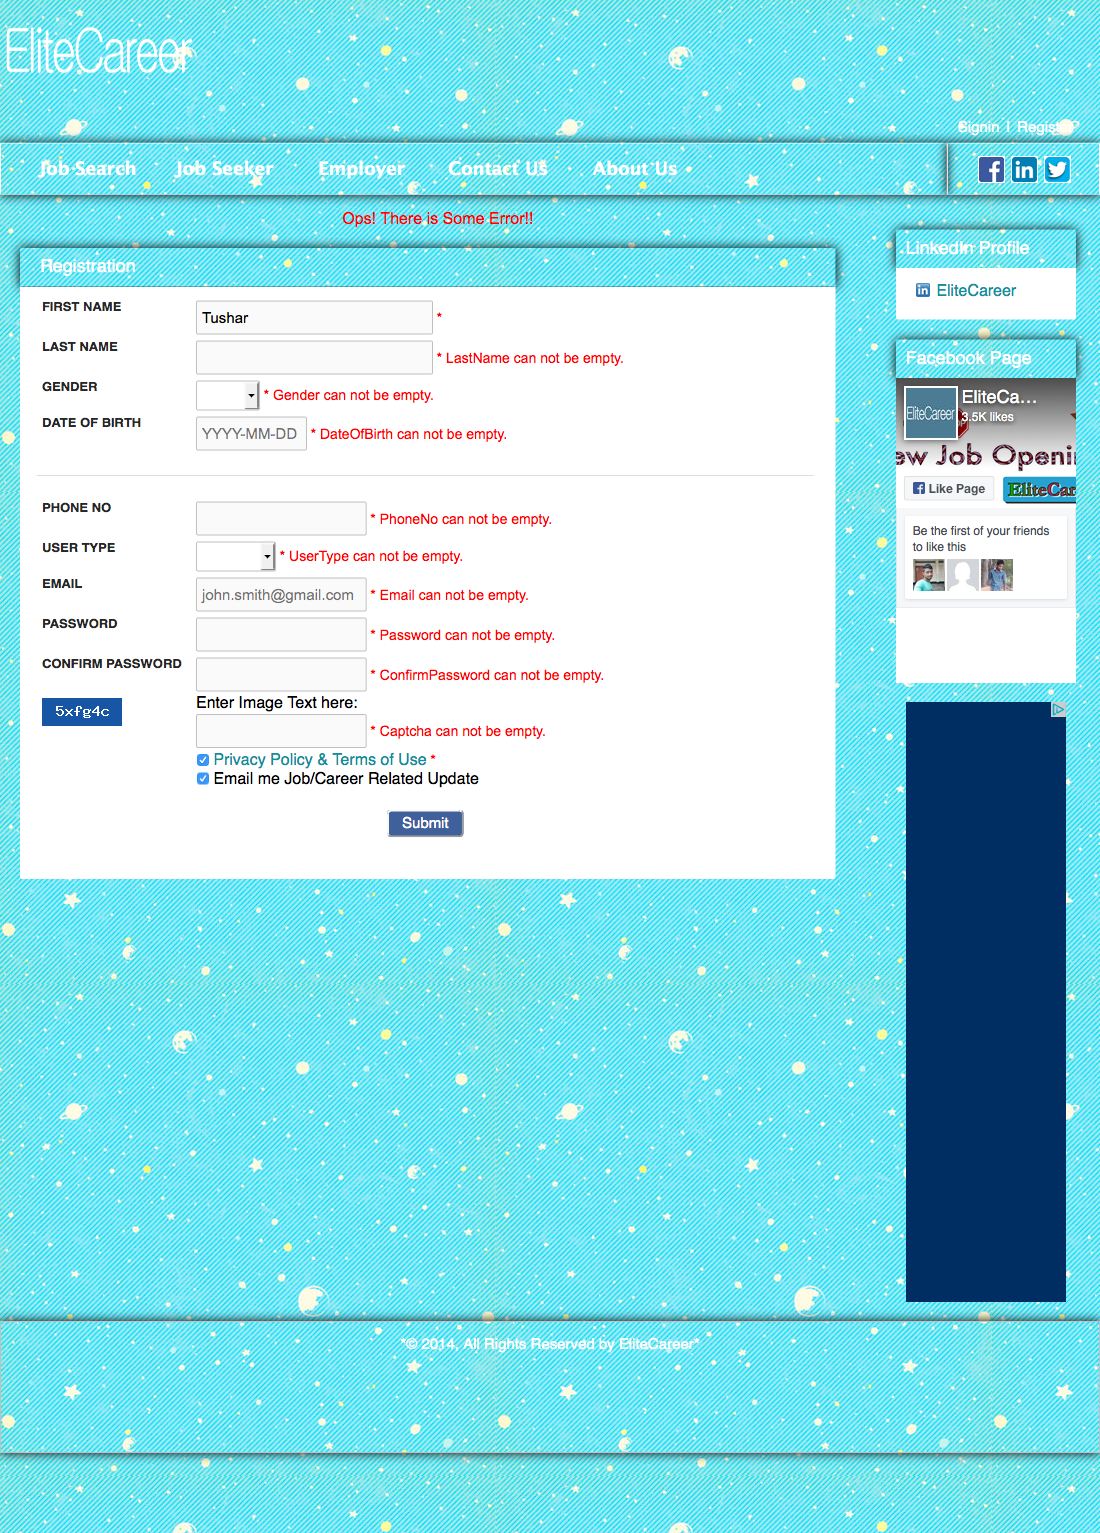 EliteCareer
Signin | Register
Job Search Job Seeker Employer Contact US About Us
Ops! There is Some Error!!
Registration
FIRST NAME Tushar *
LAST NAME * LastName can not be empty.
GENDER * Gender can not be empty.
DATE OF BIRTH YYYY-MM-DD * DateOfBirth can not be empty.
PHONE NO * PhoneNo can not be empty.
USER TYPE * UserType can not be empty.
EMAIL john.smith@gmail.com * Email can not be empty.
PASSWORD * Password can not be empty.
CONFIRM PASSWORD * ConfirmPassword can not be empty.
5xfg4c Enter Image Text here:
* Captcha can not be empty.
Privacy Policy & Terms of Use *
Email me Job/Career Related Update
Submit
LinkedIn Profile
EliteCareer
Facebook Page
EliteCareer
EliteCa...
3.5K likes
ew Job Openi
Like Page
EliteCar
Be the first of your friends
to like this
"© 2014, All Rights Reserved by EliteCareer"